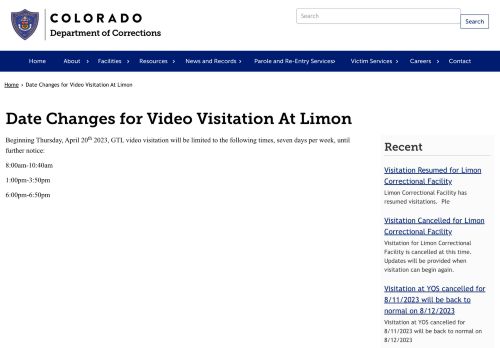 COLORADO
Department of Corrections
Search
Search
Home About Facilities Resources News and Records Parole and Re-Entry Services Victim Services Careers Contact
Home › Date Changes for Video Visitation At Limon
Date Changes for Video Visitation At Limon
Beginning Thursday, April 20th 2023, GTL video visitation will be limited to the following times, seven days per week, until
further notice:
8:00am-10:40am
1:00pm-3:50pm
6:00pm-6:50pm
Recent
Visitation Resumed for Limon
Correctional Facility
Limon Correctional Facility has
resumed visitations. Ple
Visitation Cancelled for Limon
Correctional Facility
Visitation for Limon Correctional
Facility is cancelled at this time.
Updates will be provided when
visitation can begin again.
Visitation at YOS cancelled for
8/11/2023 will be back to
normal on 8/12/2023
Visitation at YOS cancelled for
8/11/2023 will be back to normal on
8/12/2023